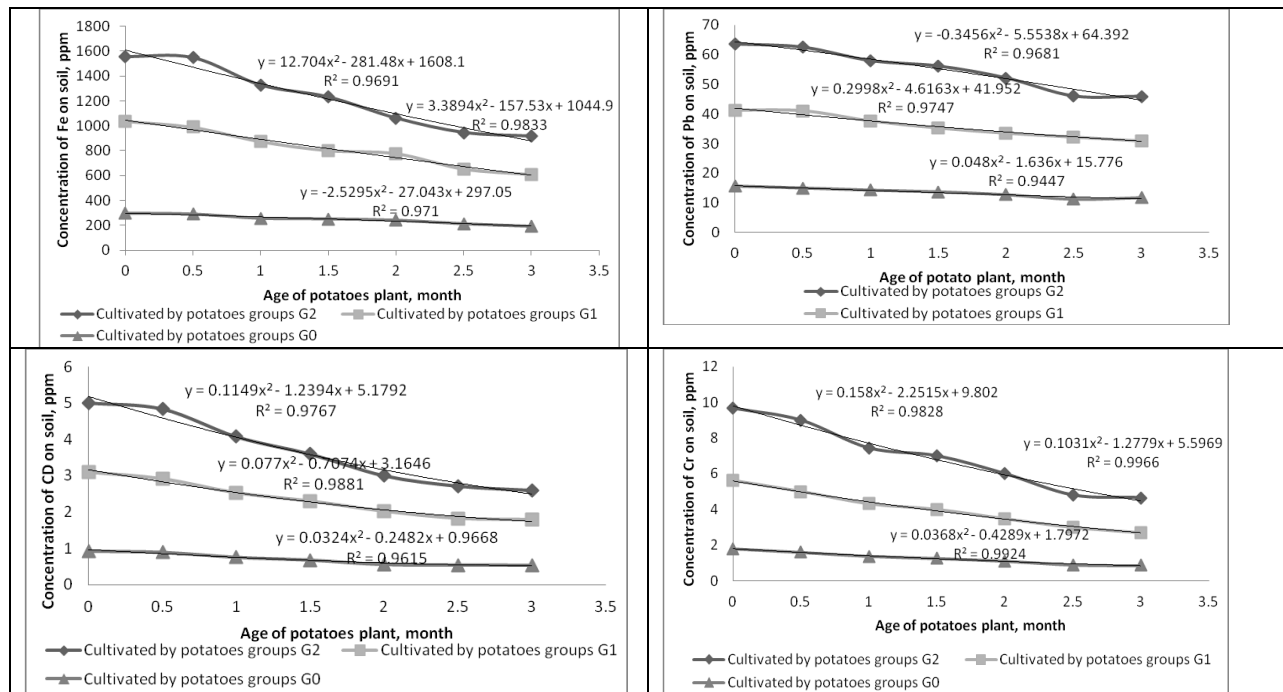 Concentration of Fe on soil, ppm
1800
1600
1400
1200
1000
800
600
400
200
0
y = 12.704x² - 281.48x + 1608.1
R² = 0.9691
y = 3.3894x² - 157.53x + 1044.9
R² = 0.9833
y = -2.5295x² - 27.043x + 297.05
R² = 0.971
0 0.5 1 1.5 2 2.5 3 3.5
Age of potatoes plant, month
Cultivated by potatoes groups G2 Cultivated by potatoes groups G1
Cultivated by potatoes groups G0
Concentration of Pb on soil, ppm
70
60
50
40
30
20
10
0
y = -0.3456x² - 5.5538x + 64.392
R² = 0.9681
y = 0.2998x² - 4.6163x + 41.952
R² = 0.9747
y = 0.048x² - 1.636x + 15.776
R² = 0.9447
0 0.5 1 1.5 2 2.5 3 3.5
Age of potato plant, month
Cultivated by potatoes groups G2
Cultivated by potatoes groups G1
Concentration of CD on soil, ppm
6
5
4
3
2
1
0
y = 0.1149x² - 1.2394x + 5.1792
R² = 0.9767
y = 0.077x² - 0.7074x + 3.1646
R² = 0.9881
y = 0.0324x² - 0.2482x + 0.9668
R² = 0.9615
0 0.5 1 1.5 2 2.5 3 3.5
Age of potatoes plant, month
Cultivated by potatoes groups G2 Cultivated by potatoes groups G1
Cultivated by potatoes groups G0
Concentration of Cr on soil, ppm
12
10
8
6
4
2
0
y = 0.158x² - 2.2515x + 9.802
R² = 0.9828
y = 0.1031x² - 1.2779x + 5.5969
R² = 0.9966
y = 0.0368x² - 0.4289x + 1.7972
R² = 0.9924
0 0.5 1 1.5 2 2.5 3 3.5
Age of potatoes plant, month
Cultivated by potatoes groups G2 Cultivated by potatoes groups G1
Cultivated by potatoes groups G0